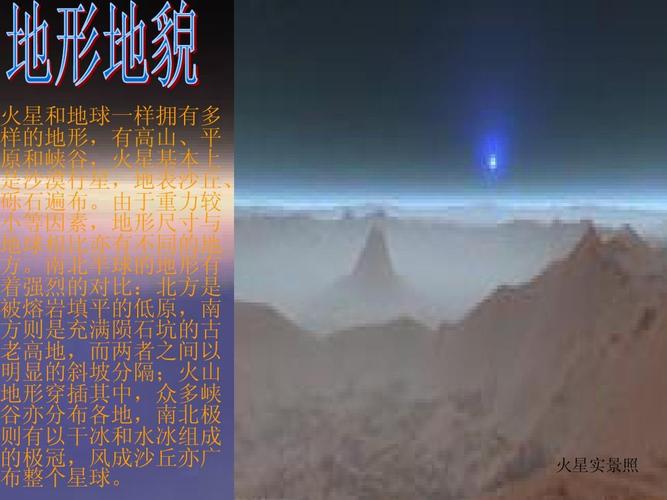 地形地貌
火星和地球一样拥有多
样的地形，有高山、平
原和峡谷，火星基本上
是沙漠行星，地表沙丘、
砾石遍布。由于重力较
小等因素，地形尺寸与
地球相比亦有不同的地
方。南北半球的地形有
着强烈的对比：北方是
被熔岩填平的低原，南
方则是充满陨石坑的古
老高地，而两者之间以
明显的斜坡分隔；火山
地形穿插其中，众多峡
谷亦分布各地，南北极
则有以干冰和水冰组成
的极冠，风成沙丘亦广
布整个星球。
火星实景照